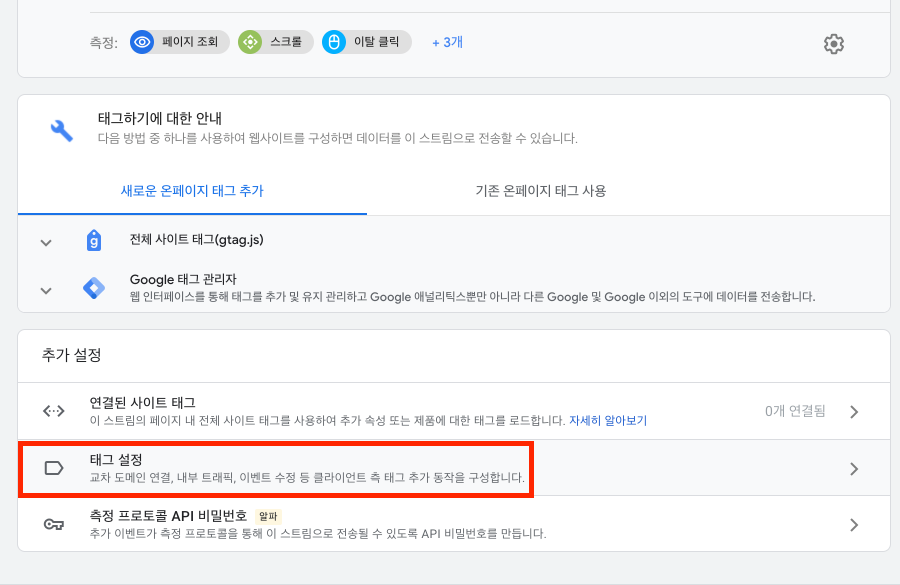 측정: 페이지 조회 스크롤 이탈 클릭 + 3개
태그하기에 대한 안내
다음 방법 중 하나를 사용하여 웹사이트를 구성하면 데이터를 이 스트림으로 전송할 수 있습니다.
새로운 온페이지 태그 추가 기존 온페이지 태그 사용
g 전체 사이트 태그(gtag.js)
Google 태그 관리자
웹 인터페이스를 통해 태그를 추가 및 유지 관리하고 Google 애널리틱스뿐만 아니라 다른 Google 및 Google 이외의 도구에 데이터를 전송합니다.
추가 설정
연결된 사이트 태그
이 스트림의 페이지 내 전체 사이트 태그를 사용하여 추가 속성 또는 제품에 대한 태그를 로드합니다. 자세히 알아보기 0개 연결됨
태그 설정
교차 도메인 연결, 내부 트래픽, 이벤트 수정 등 클라이언트 측 태그 추가 동작을 구성합니다.
측정 프로토콜 API 비밀번호 알파
추가 이벤트가 측정 프로토콜을 통해 이 스트림으로 전송될 수 있도록 API 비밀번호를 만듭니다.